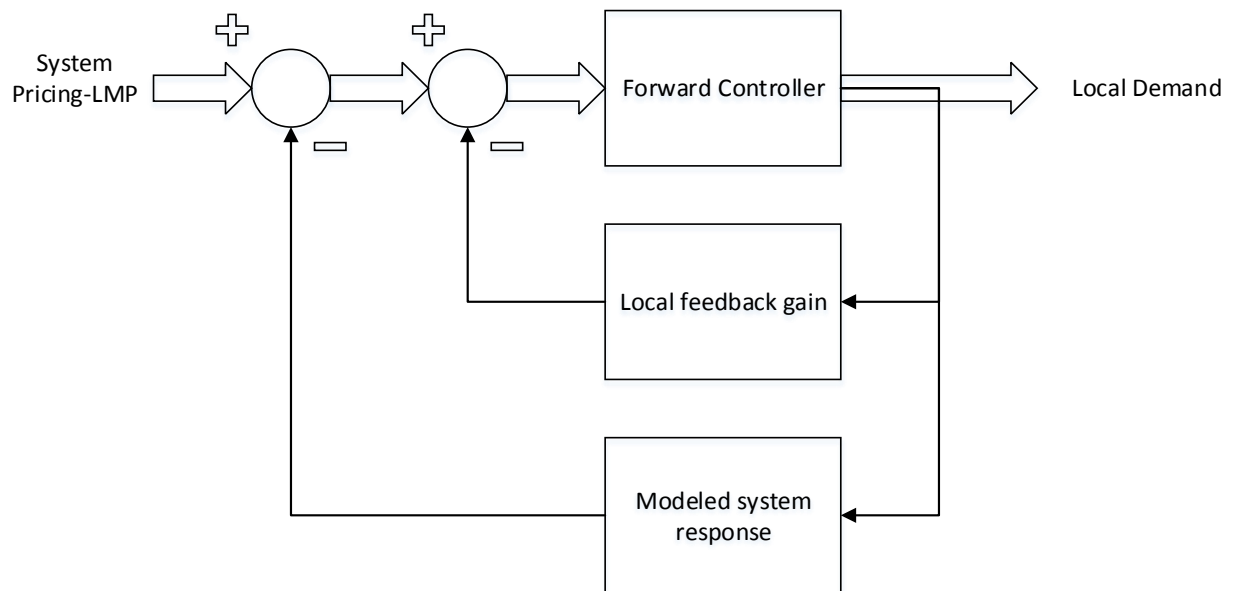 System
Pricing-LMP
Forward Controller
Local Demand
Local feedback gain
Modeled system
response